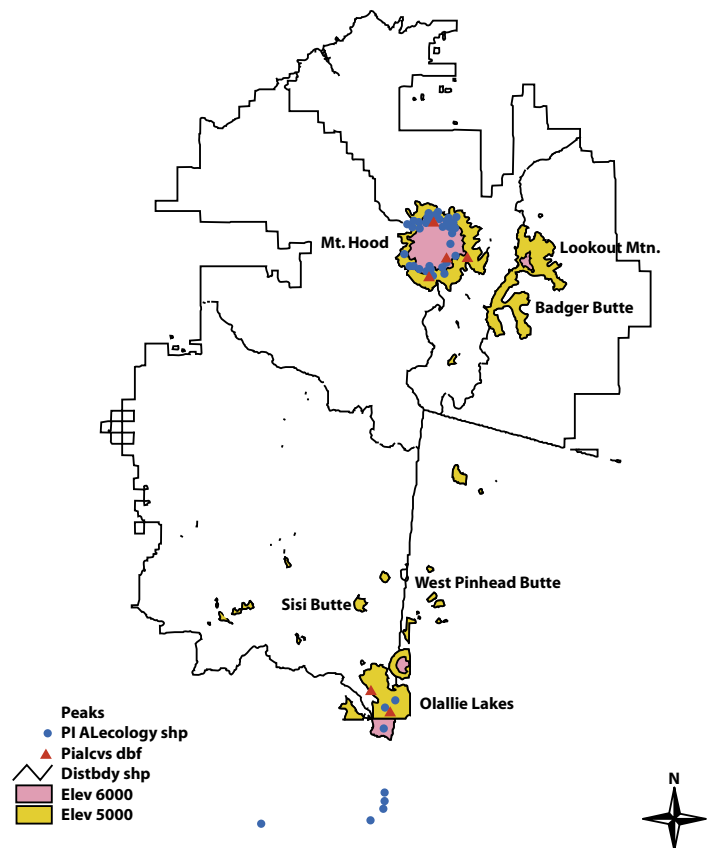 Mt. Hood
Lookout Mtn.
Badger Butte
West Pinhead Butte
Sisi Butte
Olallie Lakes
Peaks
PI ALecology shp
Pialcvs dbf
Distbdy shp
Elev 6000
Elev 5000
N